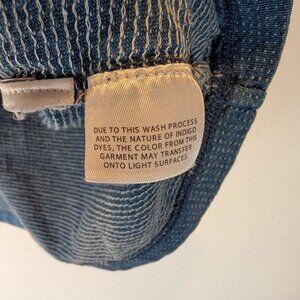 DUE TO THIS WASH PROCESS
AND THE NATURE OF INDIGO
DYES, THE COLOR FROM THIS
GARMENT MAY TRANSFER
ONTO LIGHT SURFACES.